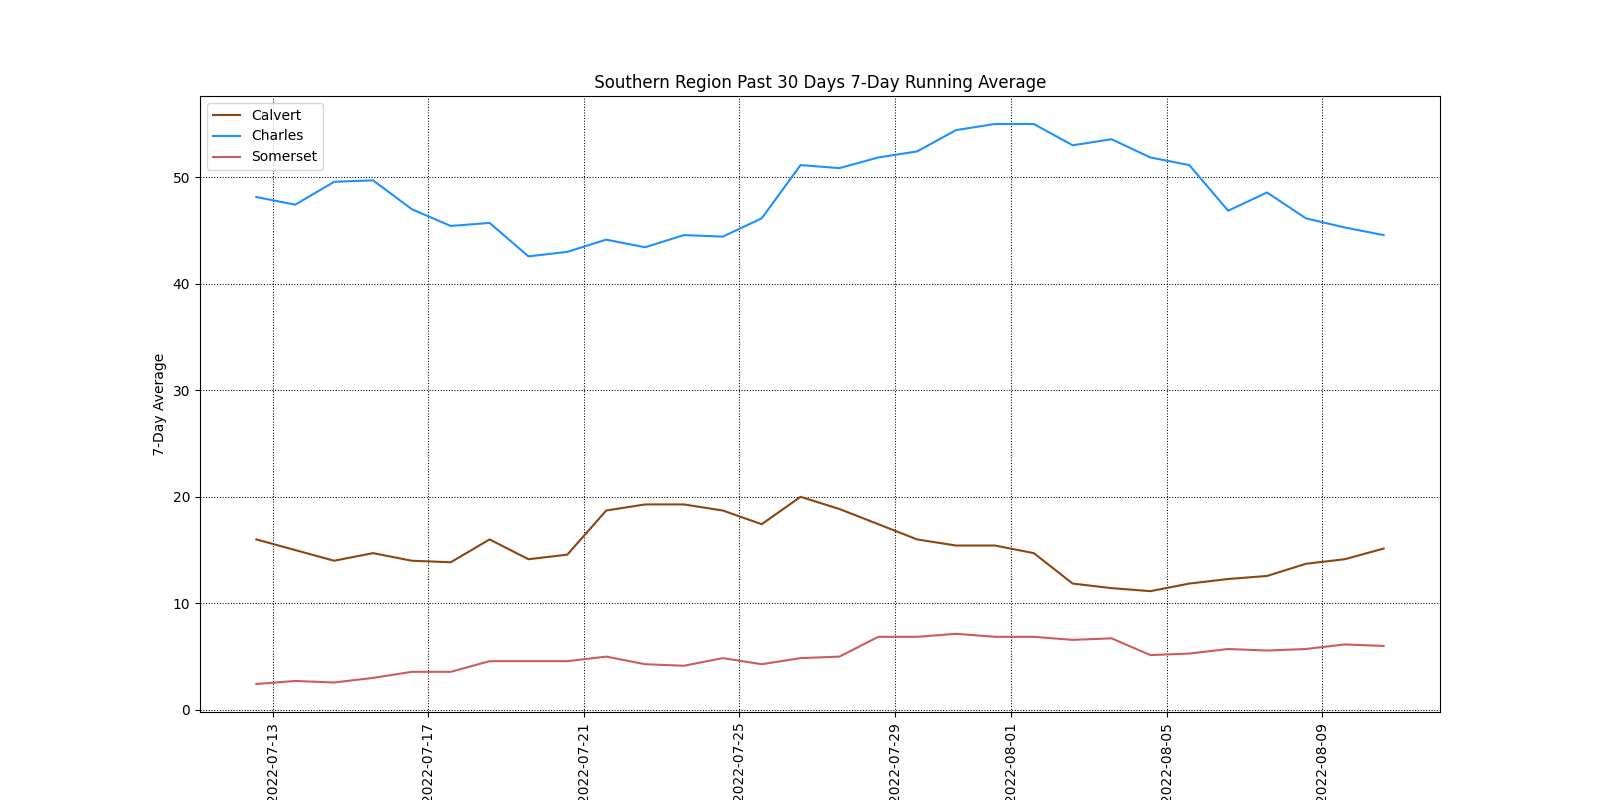 Southern Region Past 30 Days 7-Day Running Average
Calvert
Charles
Somerset
7-Day Average
50
40
30
20
10
0
2022-07-13
2022-07-17
2022-07-21
2022-07-25
2022-07-29
2022-08-01
2022-08-05
2022-08-09